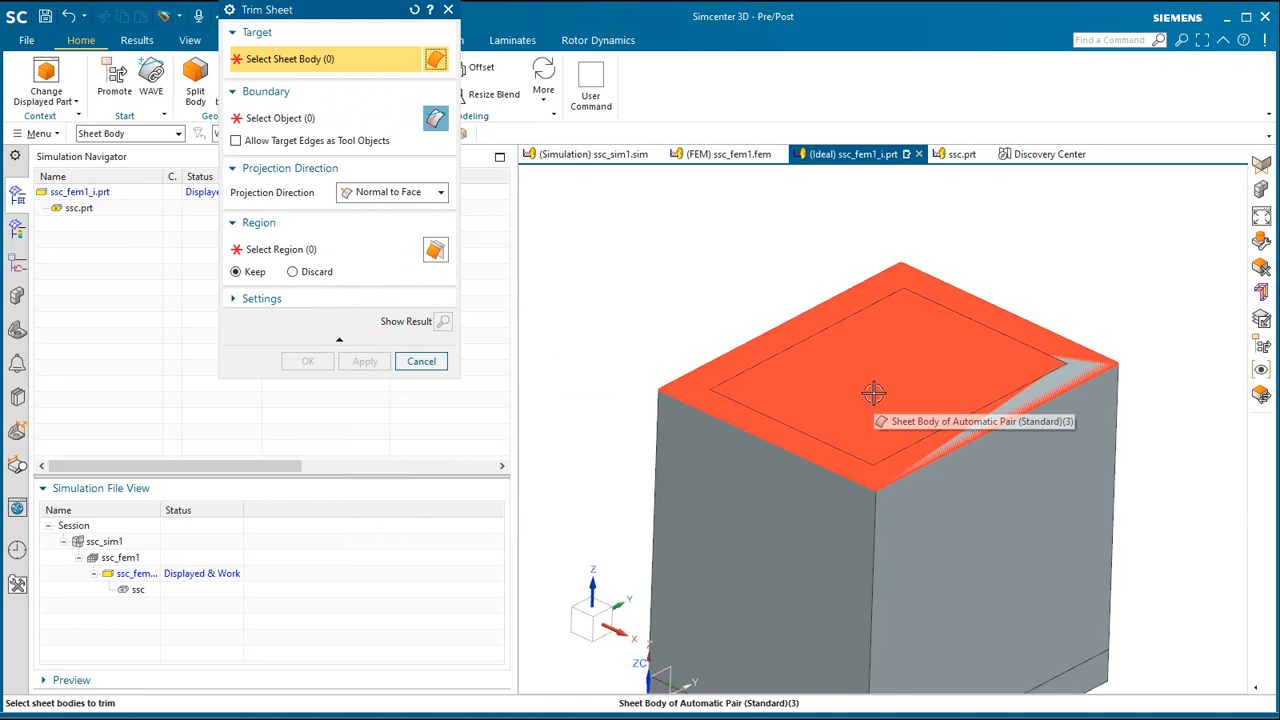 SC
Trim Sheet
Simcenter 3D - Pre/Post
SIEMENS
File
Home
Results
View
Laminates
Rotor Dynamics
Find a Command
Change
Displayed Part
Promote
WAVE
Split
Body
Offset
Resize Blend
More
User
Command
Context
Start
Menu
Sheet Body
Simulation Navigator
Name
C.
Status
ssc_fem1_i.prt
ssc.prt
Target
Select Sheet Body (0)
Boundary
Select Object (0)
Allow Target Edges as Tool Objects
Projection Direction
Projection Direction
Normal to Face
Region
Select Region (0)
Keep
Discard
Settings
Show Result
OK
Apply
Cancel
(Simulation) ssc_sim1.sim
(FEM) ssc_fem1.fem
(Ideal) ssc_fem1_i.prt
ssc.prt
Discovery Center
Sheet Body of Automatic Pair (Standard)(3)
Z
Y
X
ZC
Y
Simulation File View
Name
Status
Session
ssc_sim1
ssc_fem1
ssc_fem...
Displayed & Work
ssc
Preview
Select sheet bodies to trim
Sheet Body of Automatic Pair (Standard)(3)